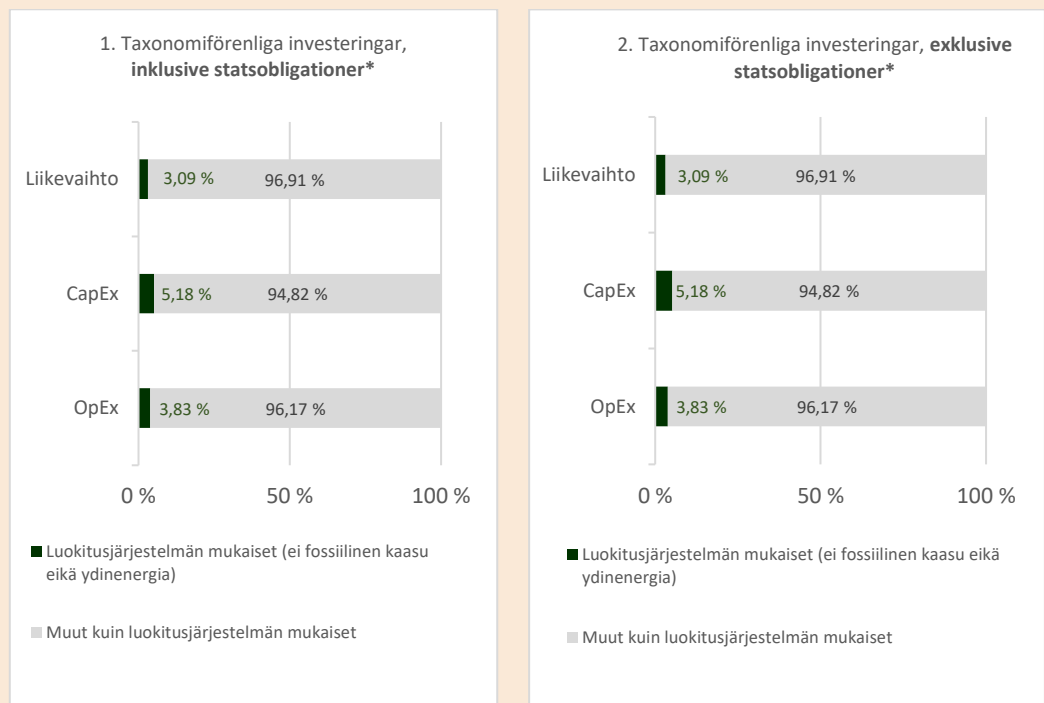 1. Taxonomiförenliga investeringar,
inklusive statsobligationer*
Liikevaihto
3,09 %
96,91 %
CapEx
5,18 %
94,82 %
OpEx
3,83 %
96,17 %
0 %
50 %
100 %
Luokitusjärjestelmän mukaiset (ei fossiilinen kaasu
eikä ydinenergia)
Muut kuin luokitusjärjestelmän mukaiset
2. Taxonomiförenliga investeringar, exklusive
statsobligationer*
Liikevaihto
3,09 %
96,91 %
CapEx
5,18 %
94,82 %
OpEx
3,83 %
96,17 %
0 %
50 %
100 %
Luokitusjärjestelmän mukaiset (ei fossiilinen kaasu eikä
ydinenergia)
Muut kuin luokitusjärjestelmän mukaiset